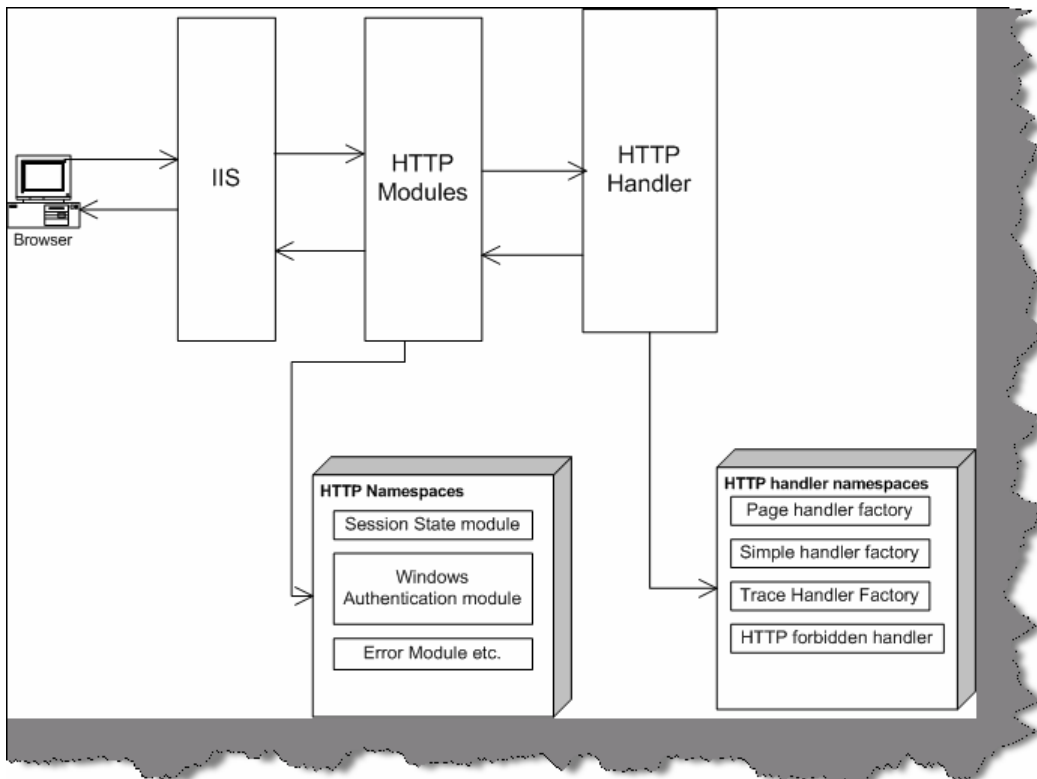 Browser
IIS
HTTP
Modules
HTTP
Handler
HTTP Namespaces
Session State module
Windows
Authentication module
Error Module etc.
HTTP handler namespaces
Page handler factory
Simple handler factory
Trace Handler Factory
HTTP forbidden handler